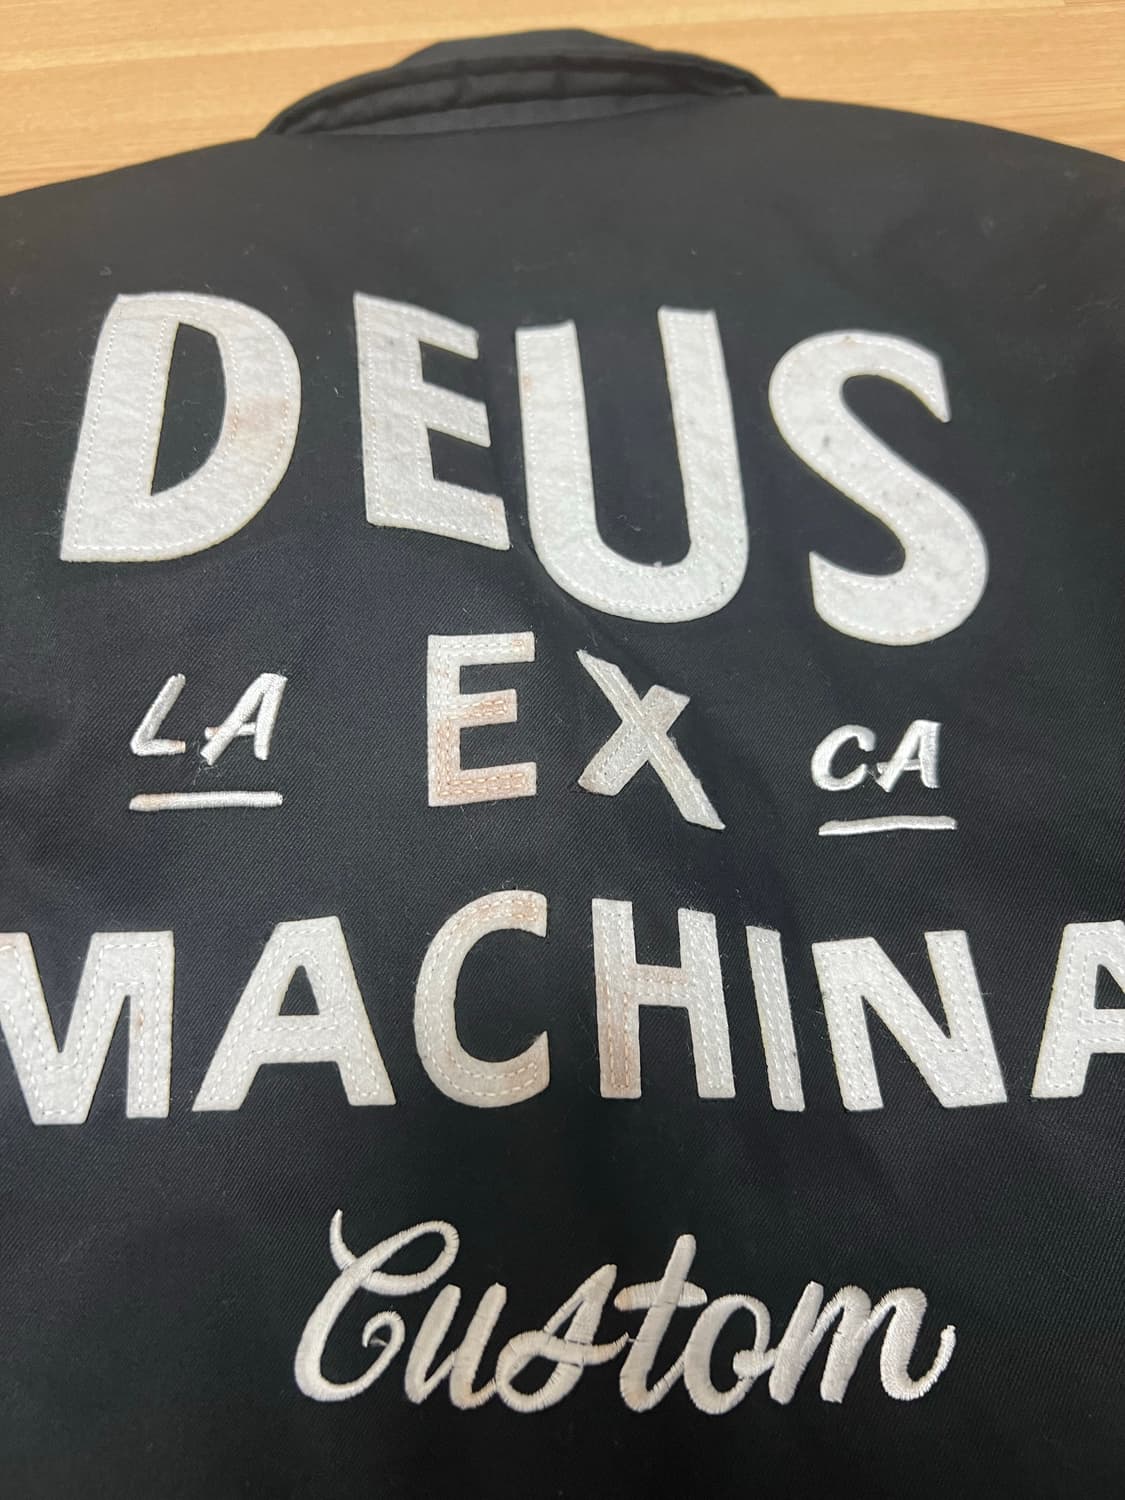 DEUS
LA EX CA
MACHINA
Custom